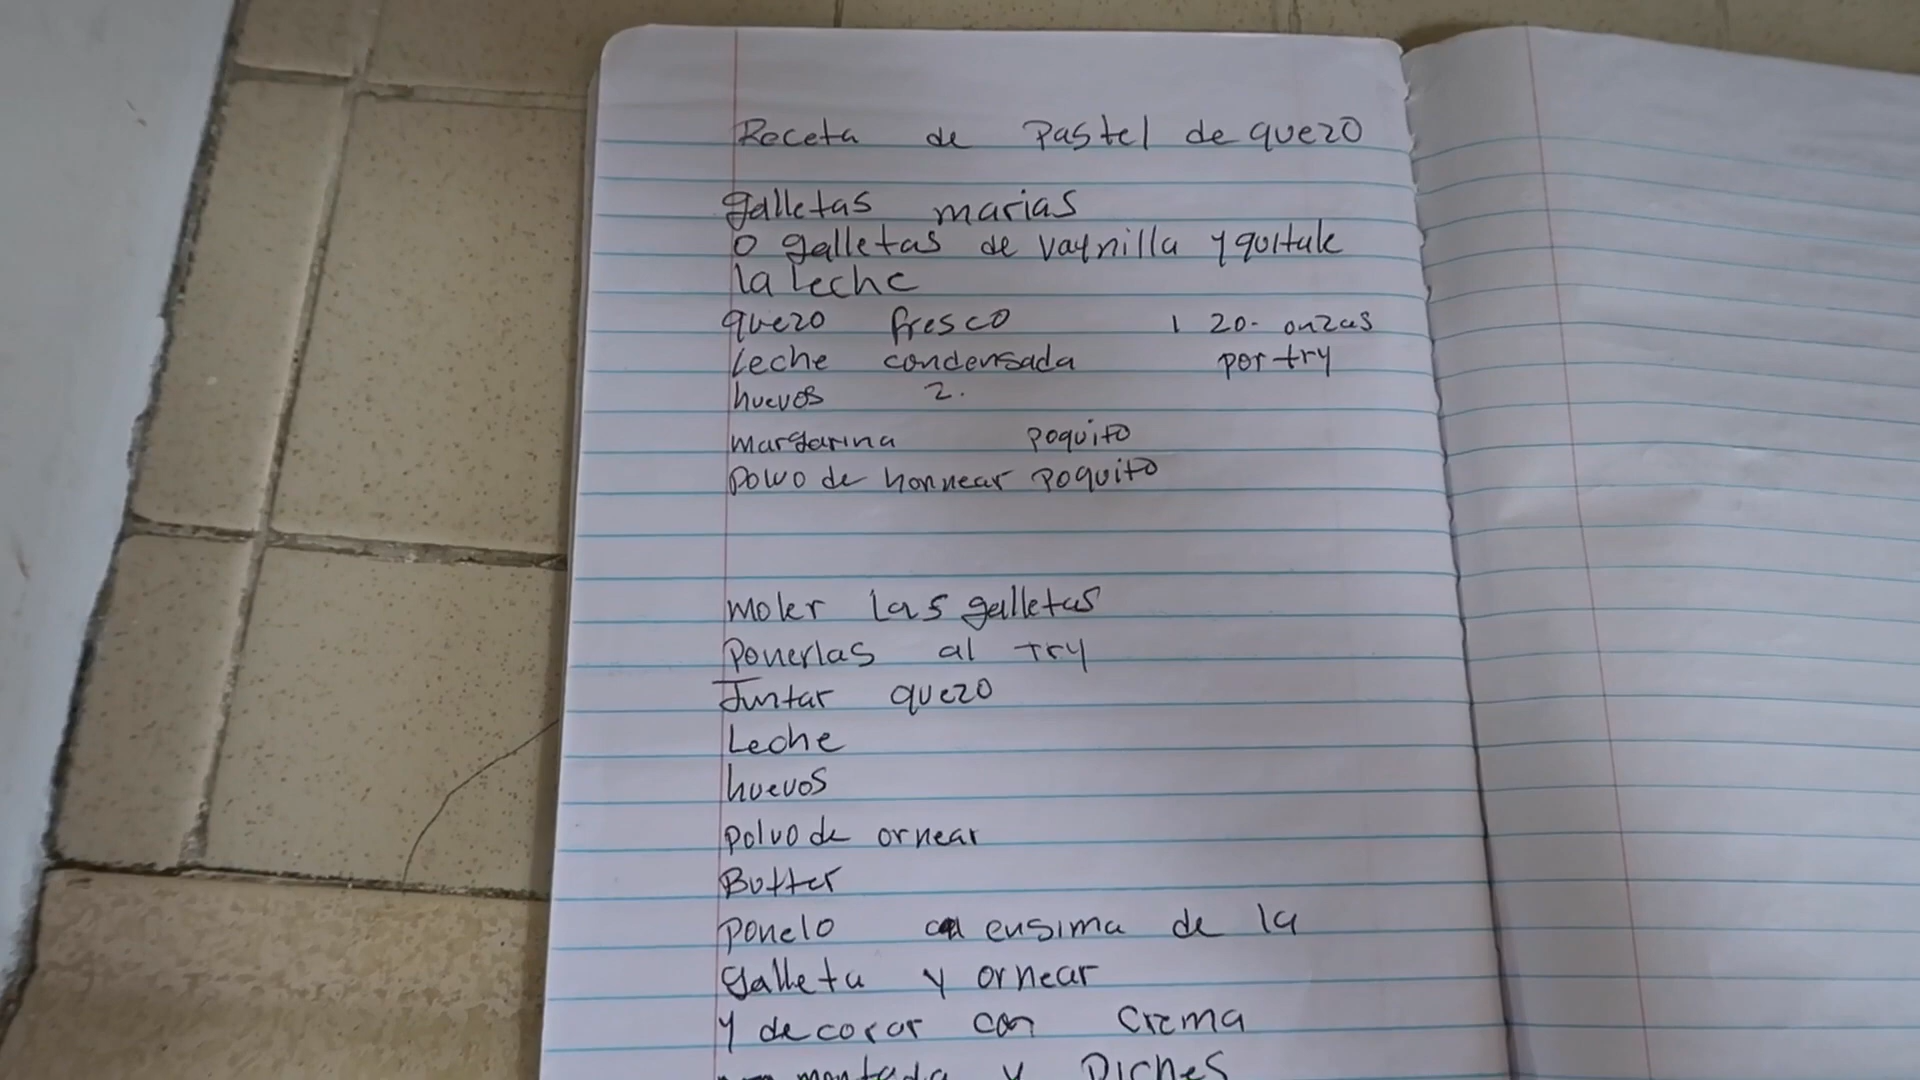 Receta de Pastel de quezo
galletas marias
o galletas de vaynilla y quitale
la leche
quezo fresco 1 20- onzas
Leche condensada por try
huevos 2.
margarina poquito
Polvo de hornear poquito
moler las galletas
Ponerlas al try
Juntar quezo
Leche
huevos
polvo de ornear
Butter
ponelo ensima de la
galleta y ornear
y decorar con crema
montada y Piches